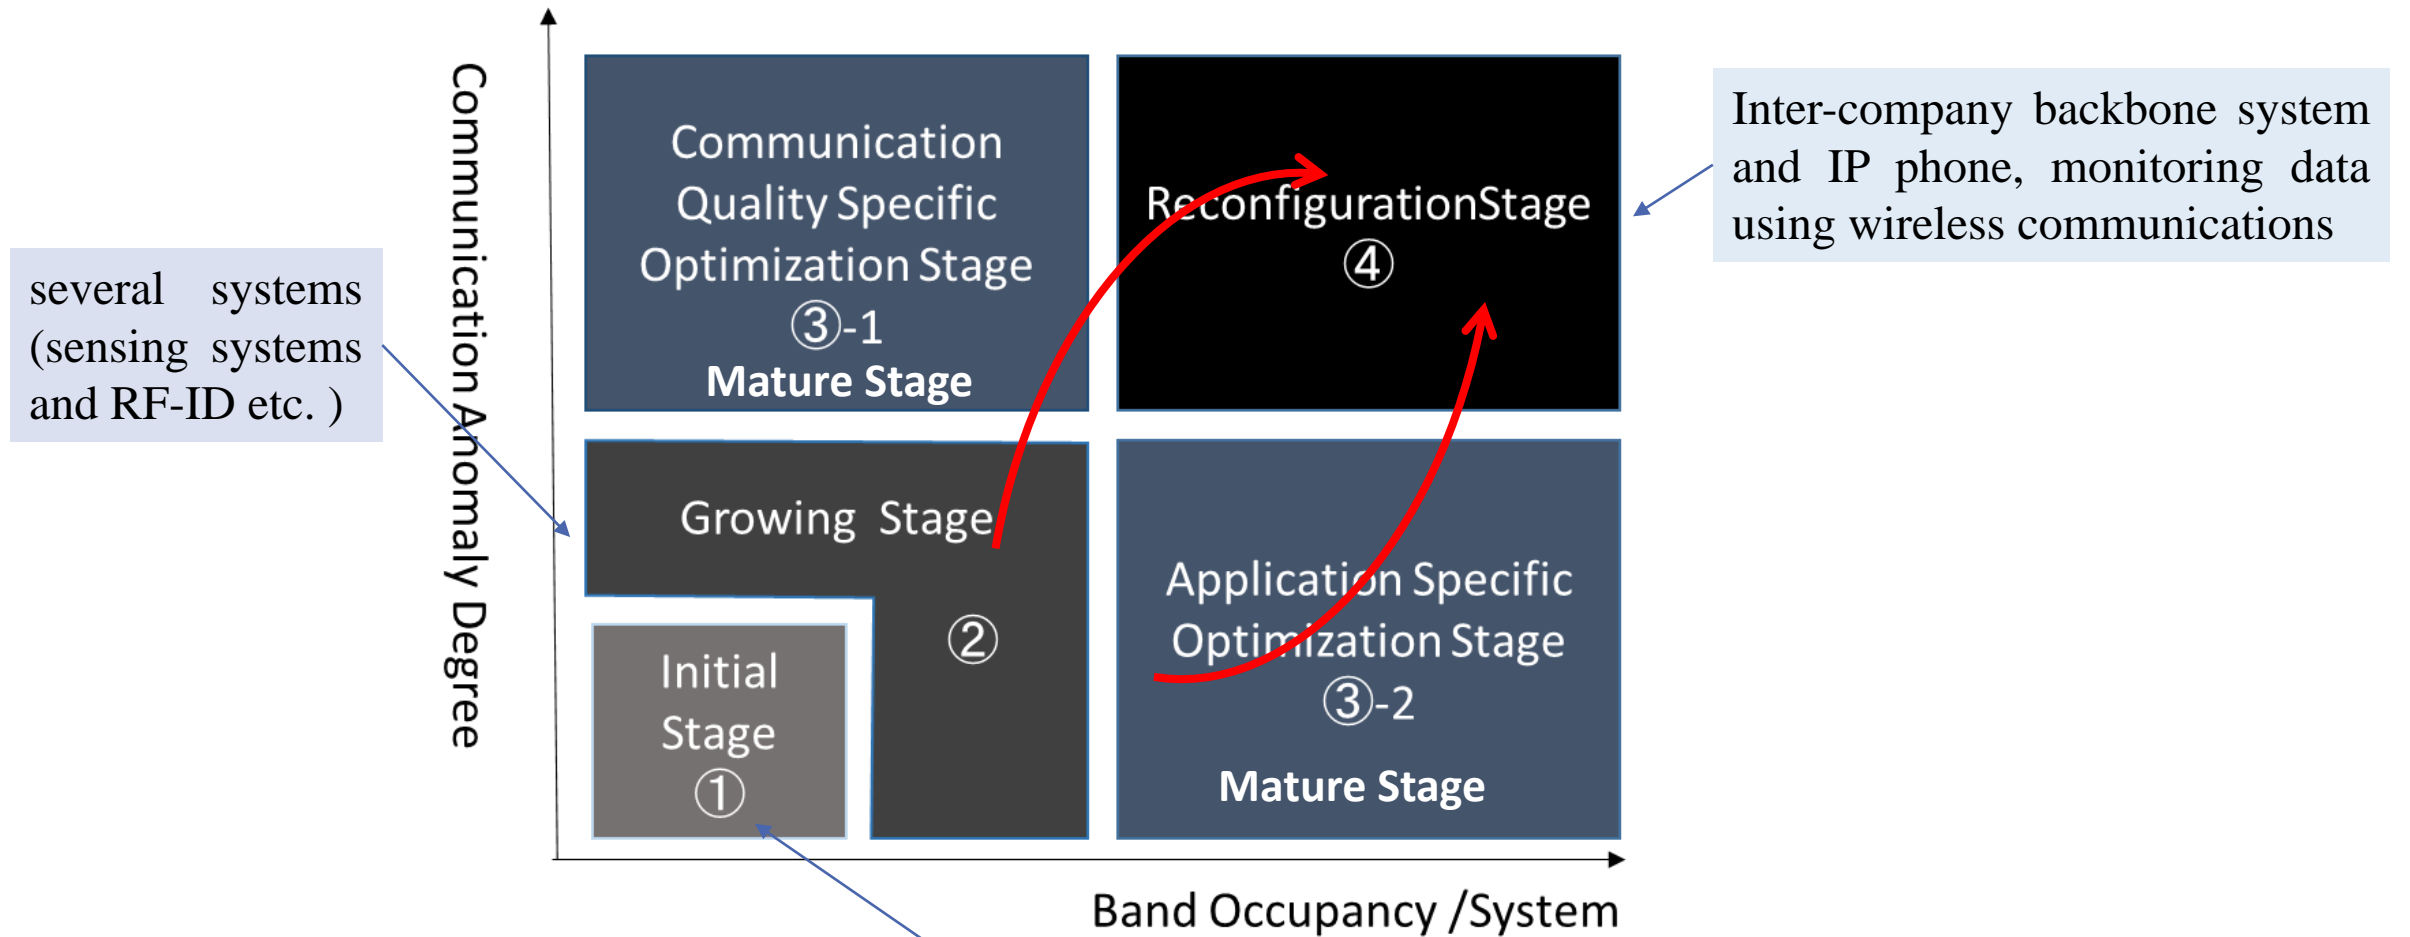 Communication Anomaly Degree
Communication
Quality Specific
Optimization Stage
③-1
Mature Stage
ReconfigurationStage
④
Inter-company backbone system
and IP phone, monitoring data
using wireless communications
several systems
(sensing systems
and RF-ID etc. )
Growing Stage
②
Initial
Stage
①
Application Specific
Optimization Stage
③-2
Mature Stage
Band Occupancy /System